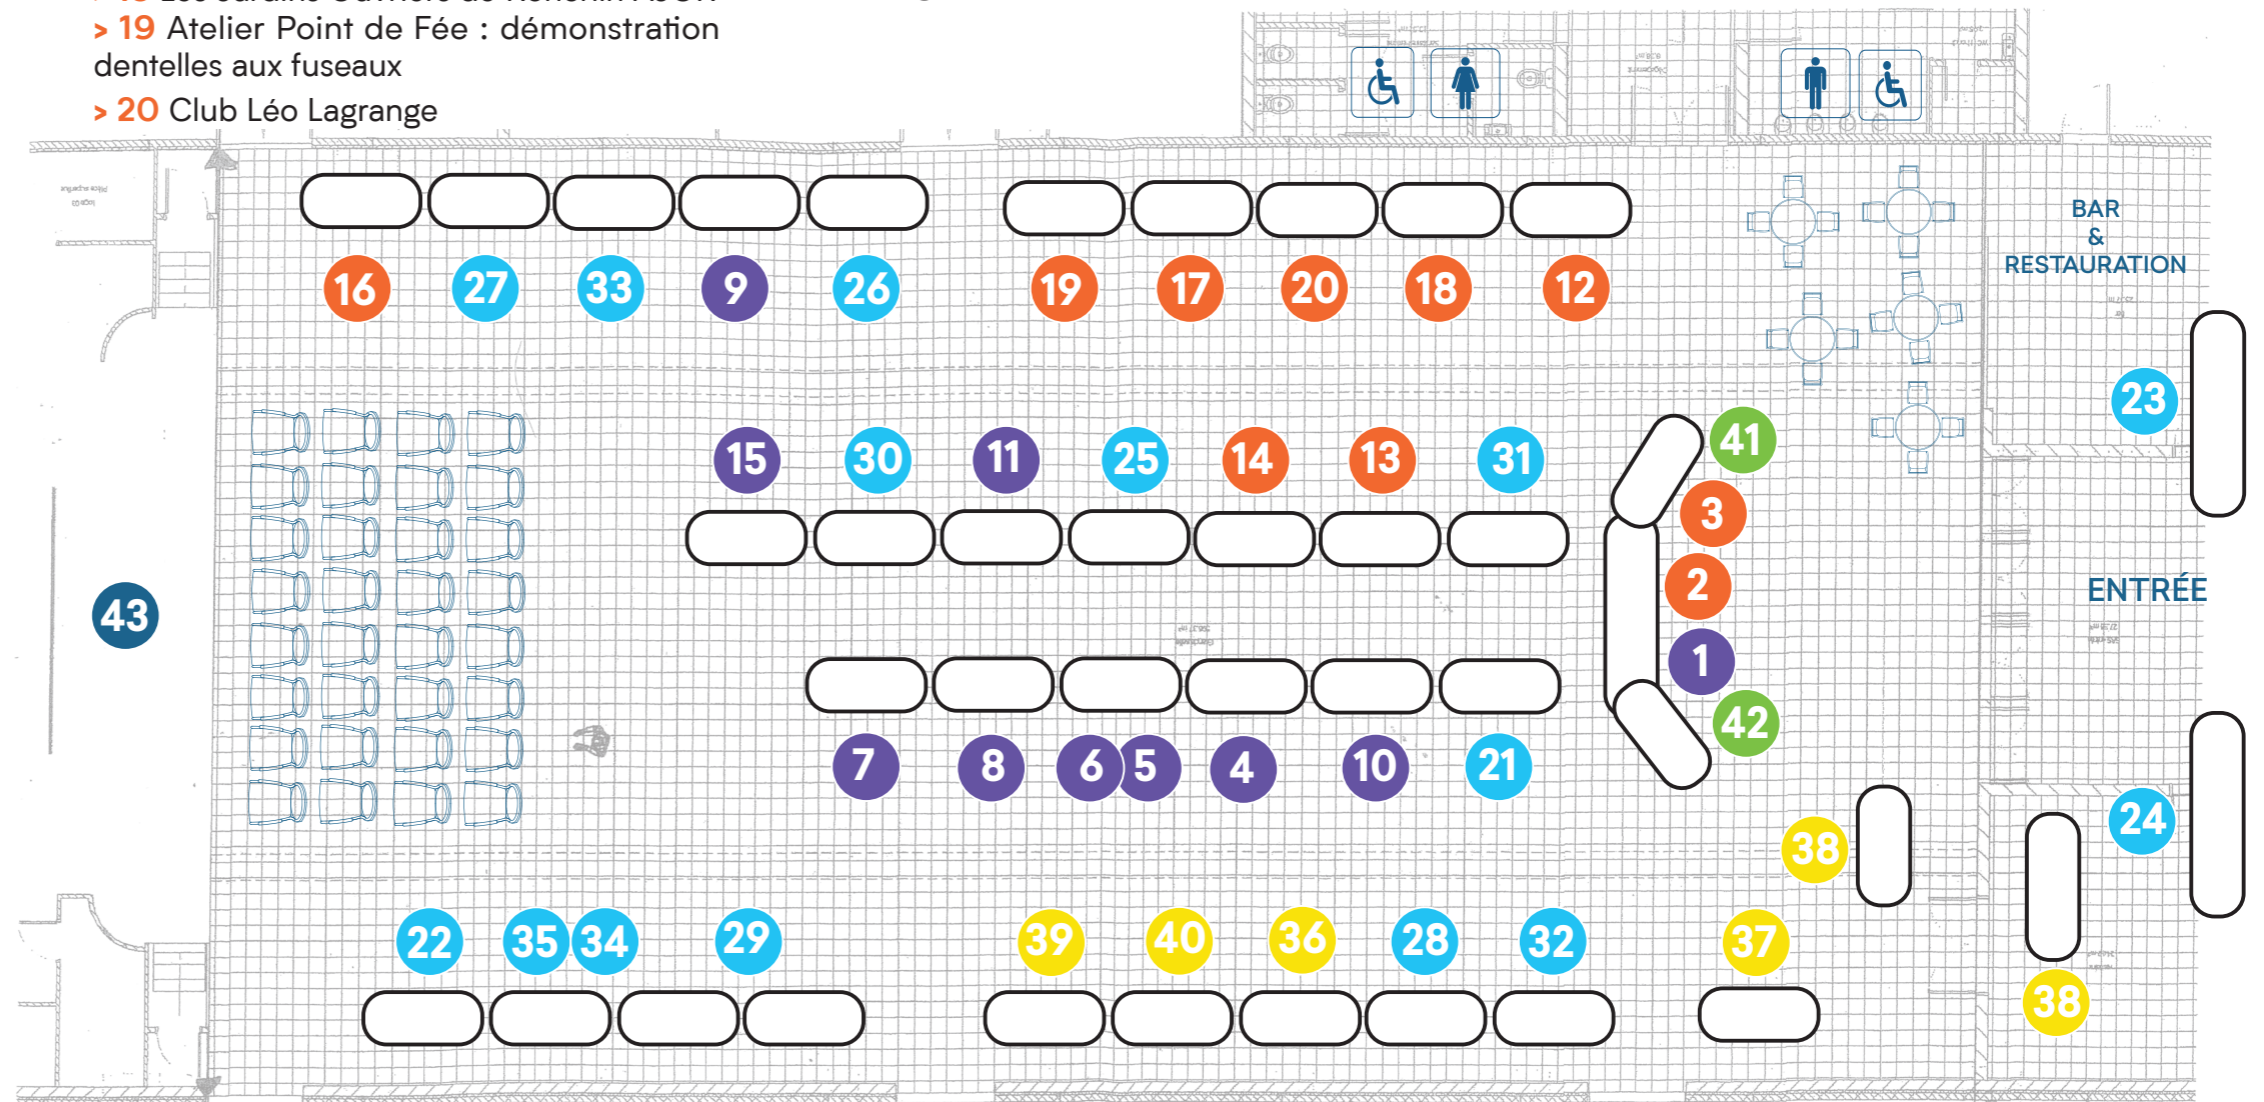 > 19 Atelier Point de Fée : démonstration
dentelles aux fuseaux
> 20 Club Léo Lagrange
BAR
&
RESTAURATION
16 27 33 9 26 19 17 20 18 12
23
15 30 11 25 14 13 31 41
3
2
ENTRÉE
43
1
42
7 8 6 5 4 10 21
24
38
22 35 34 29 39 40 36 28 32 37
38